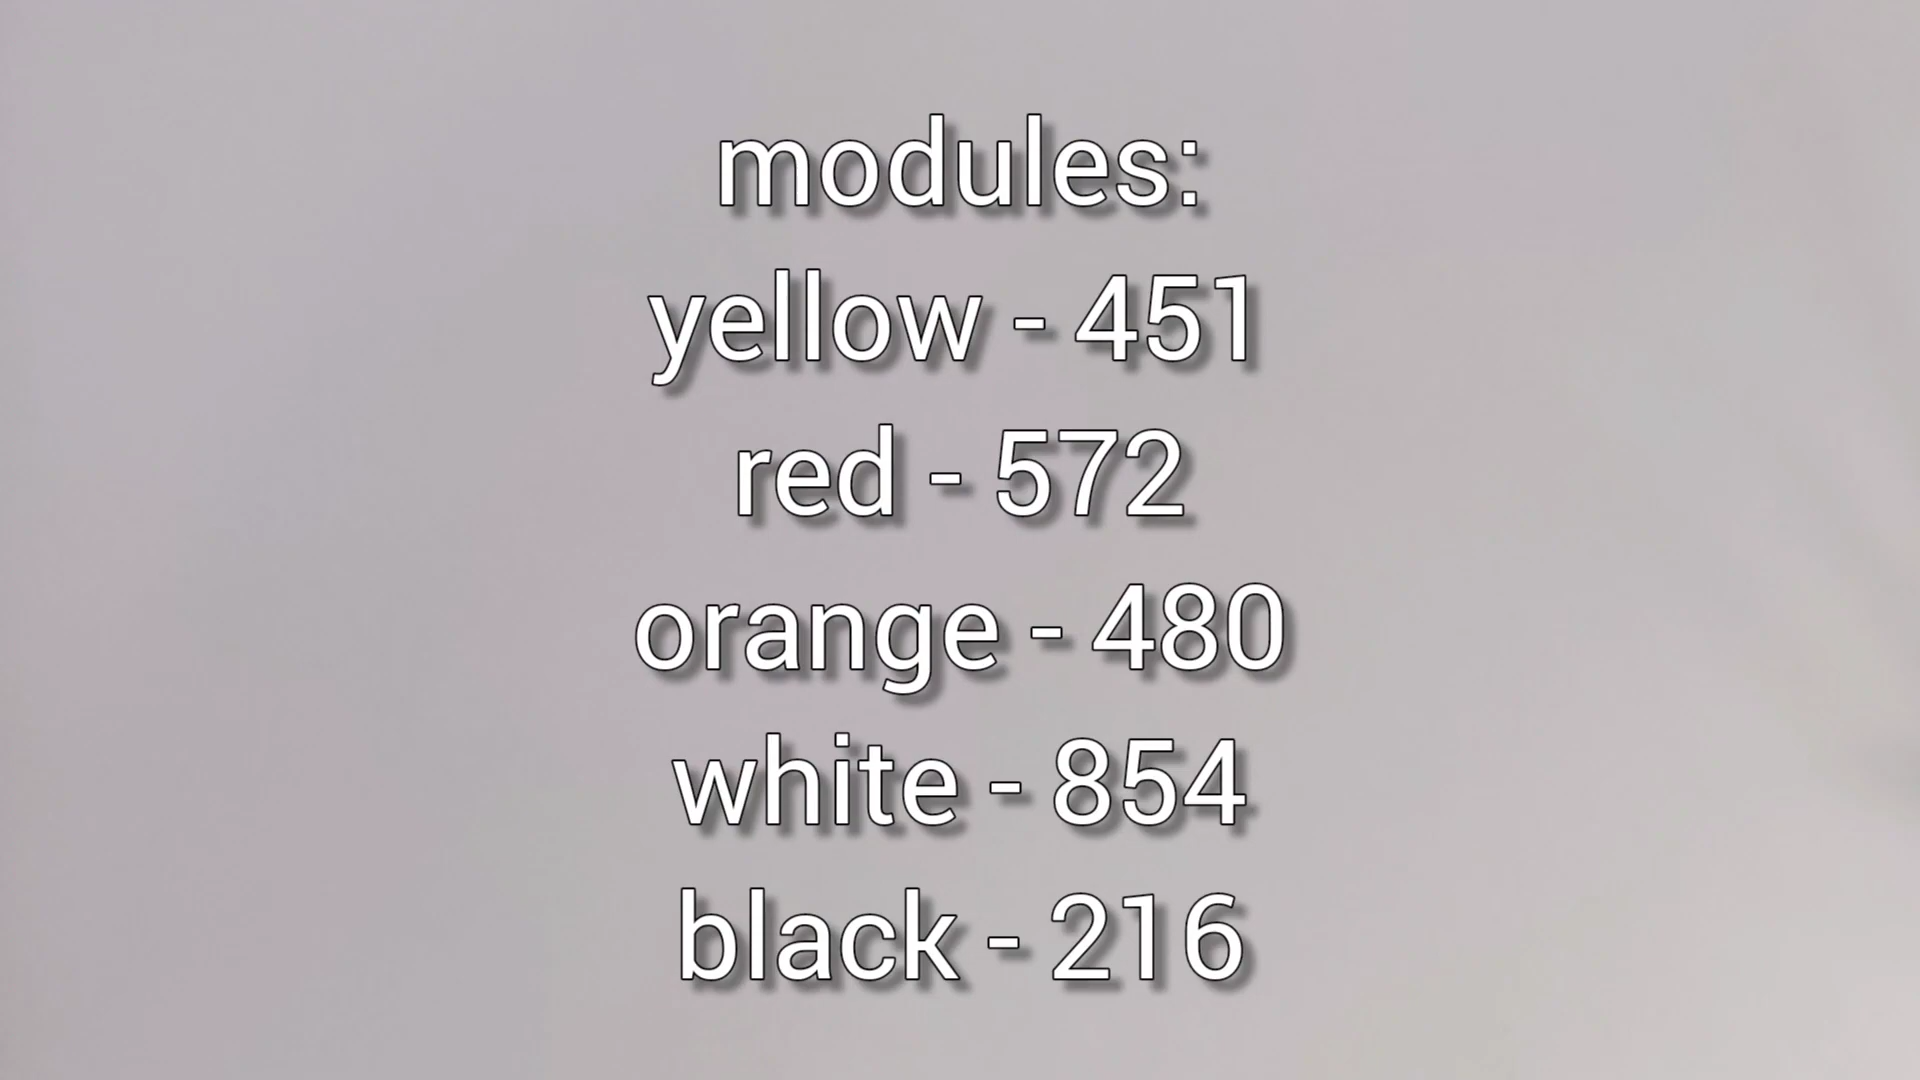 modules:
yellow - 451
red - 572
orange - 480
white - 854
black - 216